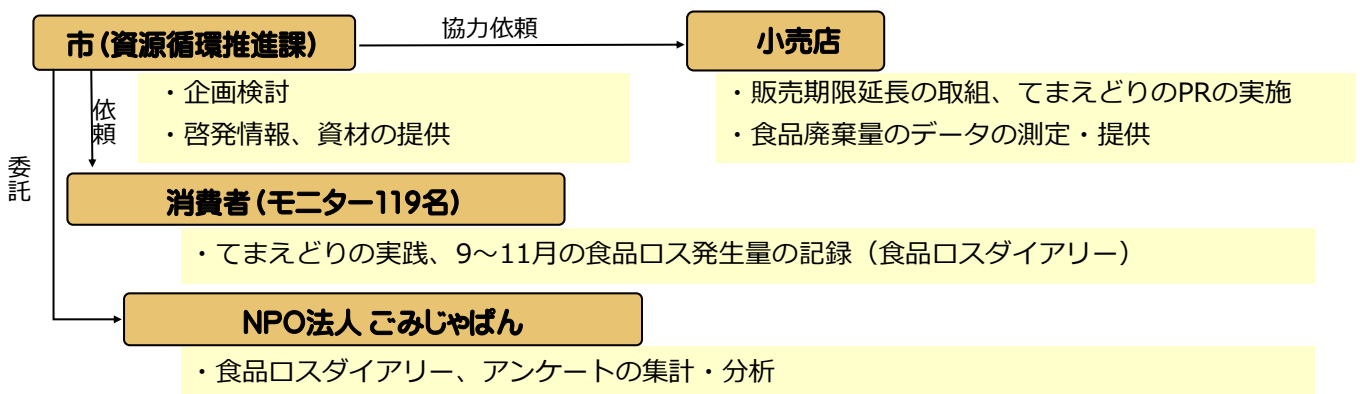 市(資源循環推進課)
協力依頼
小売店
・企画検討
・啓発情報、資材の提供
・販売期限延長の取組、てまえどりのPRの実施
・食品廃棄量のデータの測定・提供
依頼
委託
消費者(モニター119名)
・てまえどりの実践、9～11月の食品ロス発生量の記録（食品ロスダイアリー）
NPO法人 ごみじゃぱん
・食品ロスダイアリー、アンケートの集計・分析